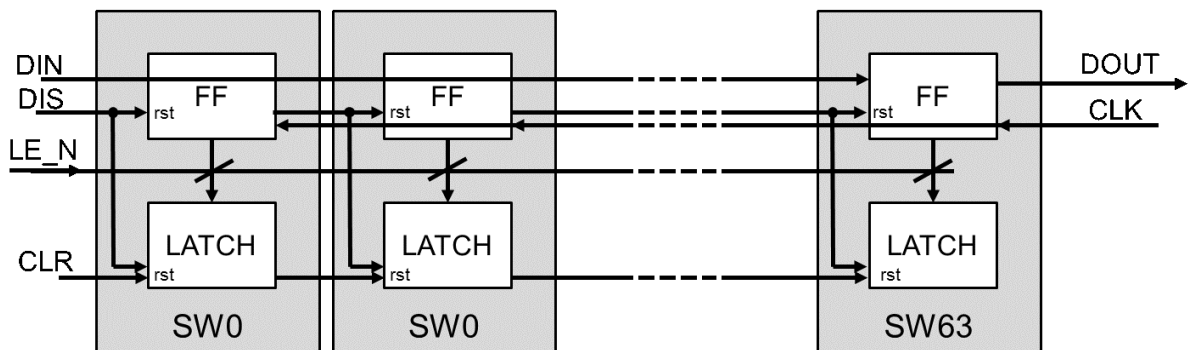 DIN
DIS
LE_N
CLR
FF
rst
LATCH
rst
SW0
FF
rst
LATCH
rst
SW0
FF
rst
LATCH
rst
SW63
DOUT
CLK